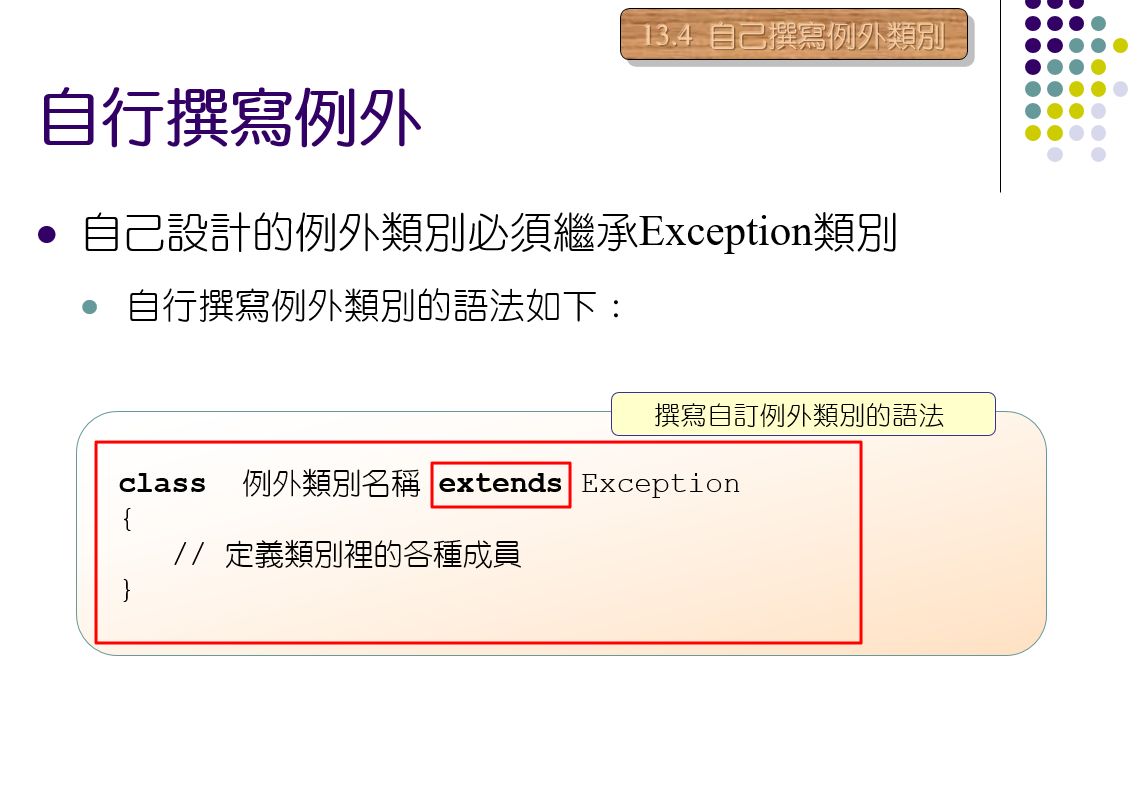 13.4 自己撰寫例外類別
自行撰寫例外
自己設計的例外類別必須繼承Exception類別
自行撰寫例外類別的語法如下：
撰寫自訂例外類別的語法
class 例外類別名稱 extends Exception
{
// 定義類別裡的各種成員
}